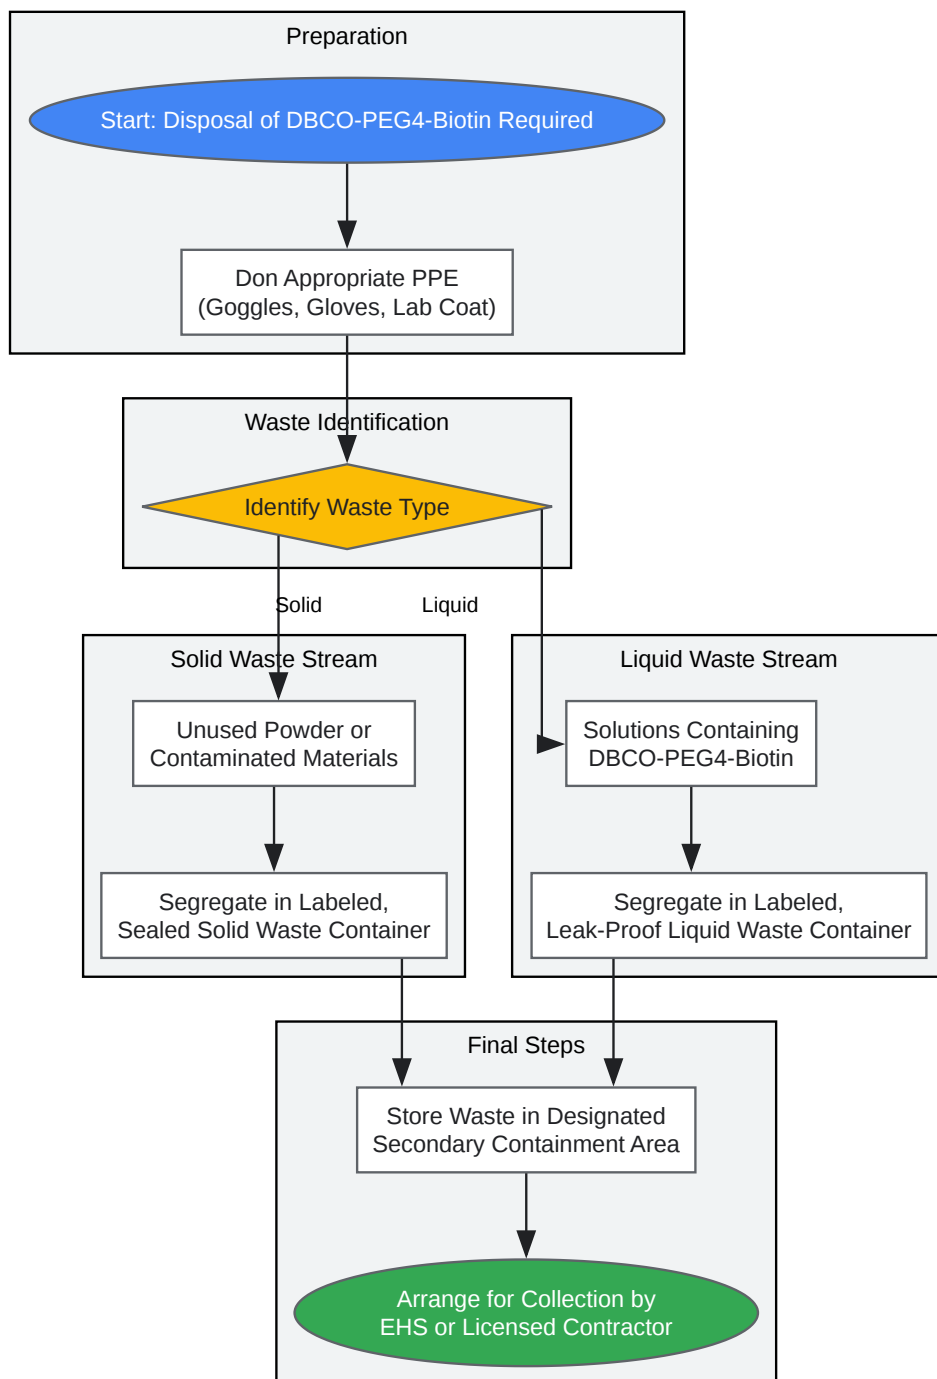 Preparation
Start: Disposal of DBCO-PEG4-Biotin Required
Don Appropriate PPE
(Goggles, Gloves, Lab Coat)
Waste Identification
Identify Waste Type
Solid
Liquid
Solid Waste Stream
Unused Powder or
Contaminated Materials
Segregate in Labeled,
Sealed Solid Waste Container
Liquid Waste Stream
Solutions Containing
DBCO-PEG4-Biotin
Segregate in Labeled,
Leak-Proof Liquid Waste Container
Final Steps
Store Waste in Designated
Secondary Containment Area
Arrange for Collection by
EHS or Licensed Contractor